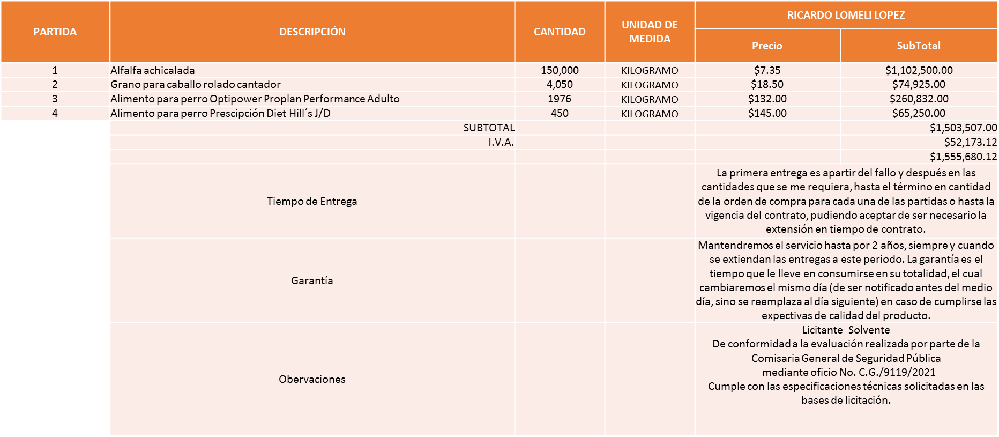 PARTIDA DESCRIPCIÓN CANTIDAD UNIDAD DE MEDIDA RICARDO LOMELI LOPEZ
Precio SubTotal
1 Alfalfa achicalada 150,000 KILOGRAMO $7.35 $1,102,500.00
2 Grano para caballo rolado cantador 4,050 KILOGRAMO $18.50 $74,925.00
3 Alimento para perro Optipower Proplan Performance Adulto 1976 KILOGRAMO $132.00 $260,832.00
4 Alimento para perro Prescipción Diet Hill´s J/D 450 KILOGRAMO $145.00 $65,250.00
SUBTOTAL $1,503,507.00
I.V.A. $52,173.12
$1,555,680.12
Tiempo de Entrega
La primera entrega es apartir del fallo y después en las
cantidades que se me requiera, hasta el término en cantidad
de la orden de compra para cada una de las partidas o hasta la
vigencia del contrato, pudiendo aceptar de ser necesario la
extensión en tiempo de contrato.
Garantía
Mantendremos el servicio hasta por 2 años, siempre y cuando
se extiendan las entregas a este periodo. La garantía es el
tiempo que le lleve en consumirse en su totalidad, el cual
cambiaremos el mismo día (de ser notificado antes del medio
día, sino se reemplaza al día siguiente) en caso de cumplirse las
expectivas de calidad del producto.
Obervaciones
Licitante Solvente
De conformidad a la evaluación realizada por parte de la
Comisaria General de Seguridad Pública
mediante oficio No. C.G./9119/2021
Cumple con las especificaciones técnicas solicitadas en las
bases de licitación.